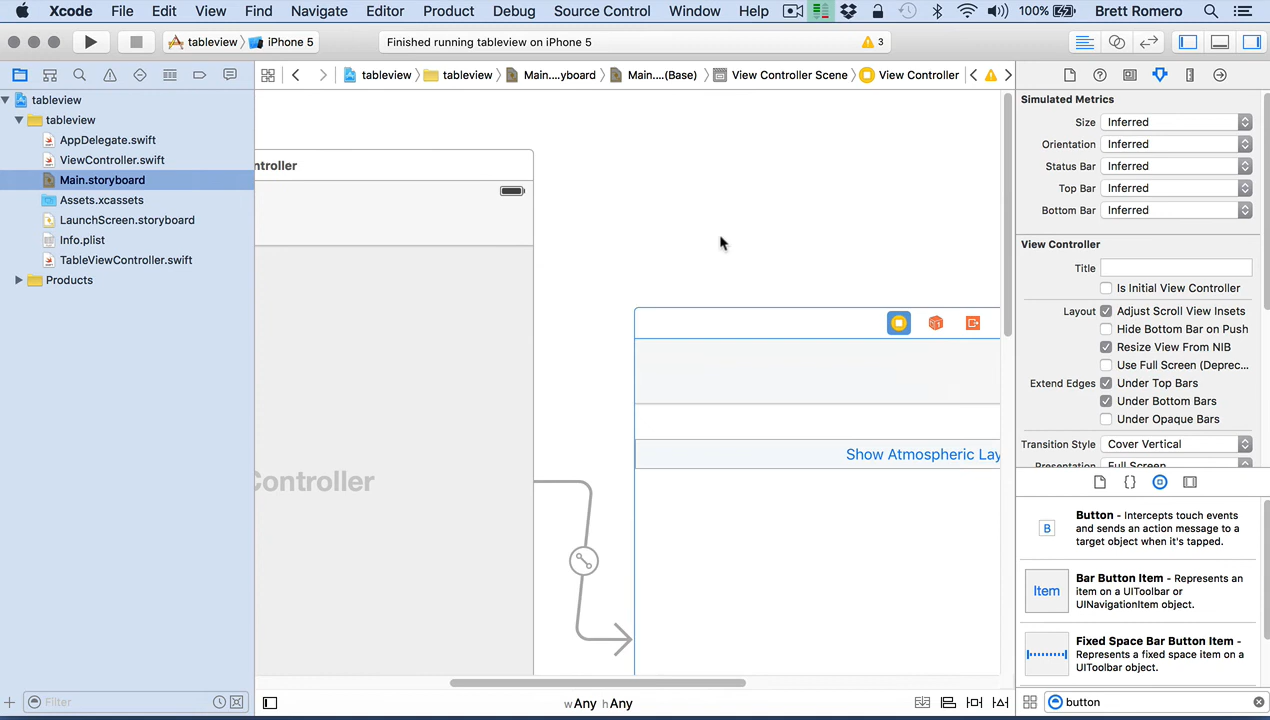 Xcode File Edit View Find Navigate Editor Product Debug Source Control Window Help 100% Brett Romero
tableview iPhone 5 Finished running tableview on iPhone 5 3
tableview tableview Main....yboard Main....(Base) View Controller Scene View Controller
tableview
tableview
AppDelegate.swift
ViewController.swift
Main.storyboard
Assets.xcassets
LaunchScreen.storyboard
Info.plist
TableViewController.swift
Products
Filter
ntroller
Controller
Show Atmospheric Lay
wAny hAny
Simulated Metrics
Size Inferred
Orientation Inferred
Status Bar Inferred
Top Bar Inferred
Bottom Bar Inferred
View Controller
Title
Is Initial View Controller
Layout Adjust Scroll View Insets
Hide Bottom Bar on Push
Resize View From NIB
Use Full Screen (Deprec...
Extend Edges Under Top Bars
Under Bottom Bars
Under Opaque Bars
Transition Style Cover Vertical
Presentation Full Screen
B
Button - Intercepts touch events
and sends an action message to a
target object when it's tapped.
Item
Bar Button Item - Represents an
item on a UIToolbar or
UINavigationItem object.
Fixed Space Bar Button Item -
Represents a fixed space item on a
UIToolbar object.
button